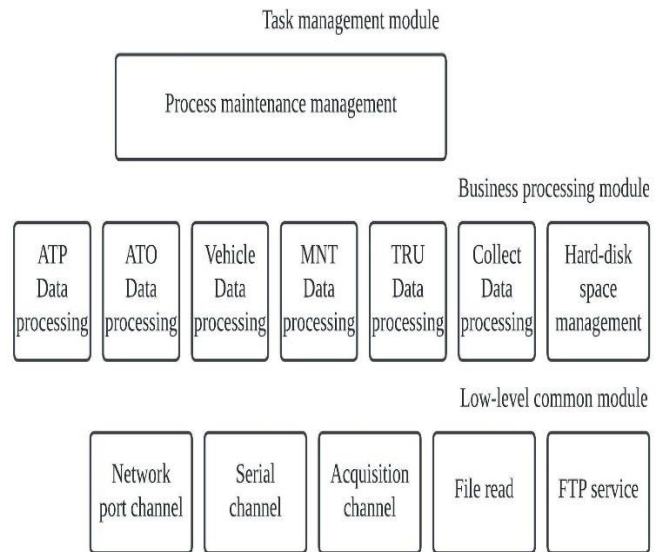 Task management module
Process maintenance management
Business processing module
ATP
Data
processing
ATO
Data
processing
Vehicle
Data
processing
MNT
Data
processing
TRU
Data
processing
Collect
Data
processing
Hard-disk
space
management
Low-level common module
Network
port channel
Serial
channel
Acquisition
channel
File read
FTP service